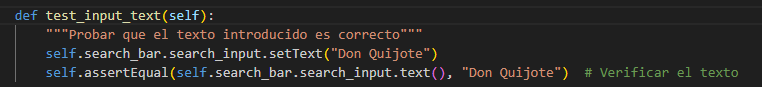 def test_input_text(self):
    """Probar que el texto introducido es correcto"""
    self.search_bar.search_input.setText("Don Quijote")
    self.assertEqual(self.search_bar.search_input.text(), "Don Quijote")  # Verificar el texto